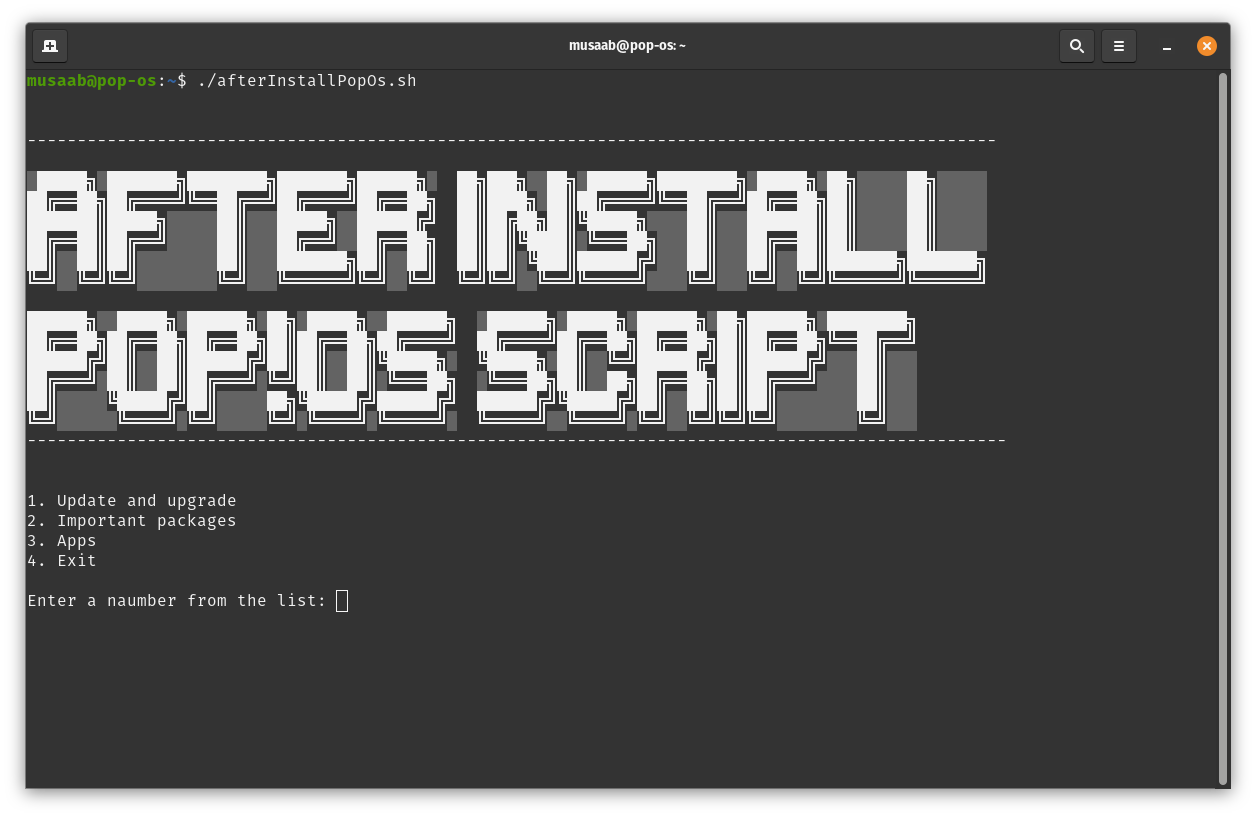 musaab@pop-os: ~
musaab@pop-os:~$ ./afterInstallPopOs.sh
------------------------------------------------------------------------------------------------
AFTER INSTALL
POP!OS SCRIPT
-------------------------------------------------------------------------------------------------
1. Update and upgrade
2. Important packages
3. Apps
4. Exit
Enter a naumber from the list: